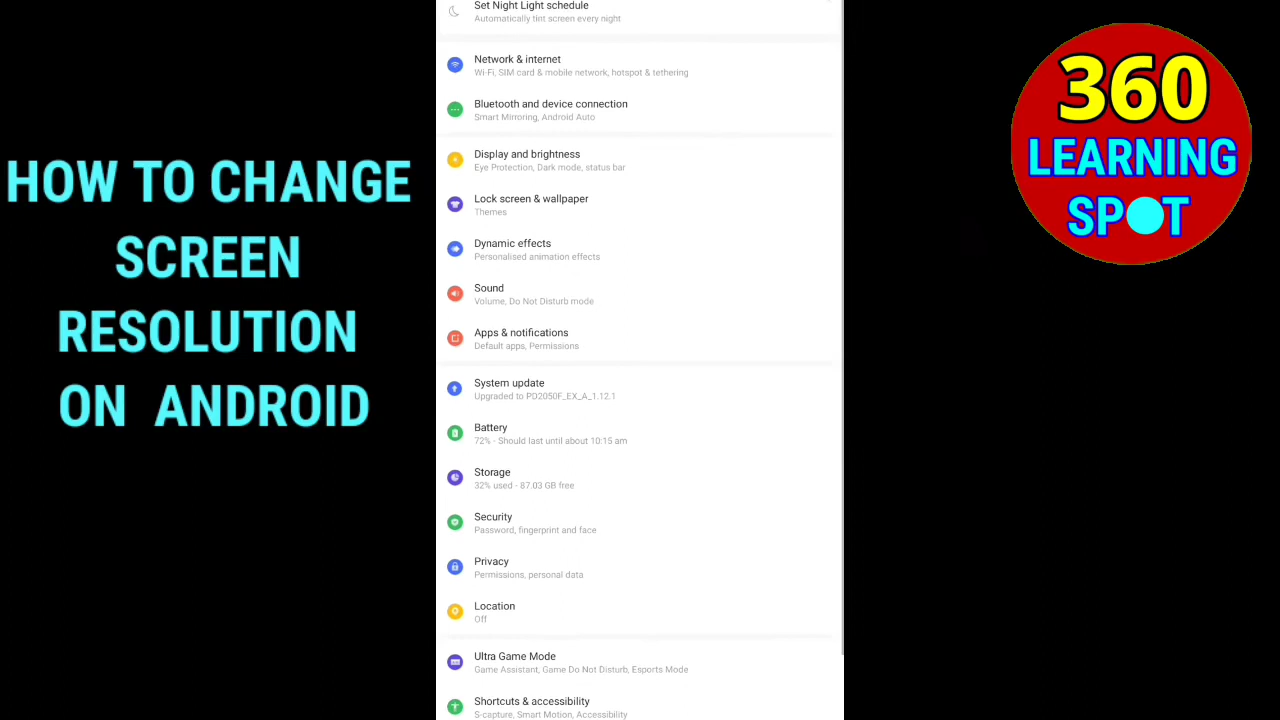 HOW TO CHANGE
SCREEN
RESOLUTION
ON ANDROID
Set Night Light schedule
Automatically tint screen every night
Network & internet
Wi-Fi, SIM card & mobile network, hotspot & tethering
Bluetooth and device connection
Smart Mirroring, Android Auto
Display and brightness
Eye Protection, Dark mode, status bar
Lock screen & wallpaper
Themes
Dynamic effects
Personalised animation effects
Sound
Volume, Do Not Disturb mode
Apps & notifications
Default apps, Permissions
System update
Upgraded to PD2050F_EX_A_1.12.1
Battery
72% - Should last until about 10:15 am
Storage
32% used - 87.03 GB free
Security
Password, fingerprint and face
Privacy
Permissions, personal data
Location
Off
Ultra Game Mode
Game Assistant, Game Do Not Disturb, Esports Mode
Shortcuts & accessibility
S-capture, Smart Motion, Accessibility
360
LEARNING
SPOT